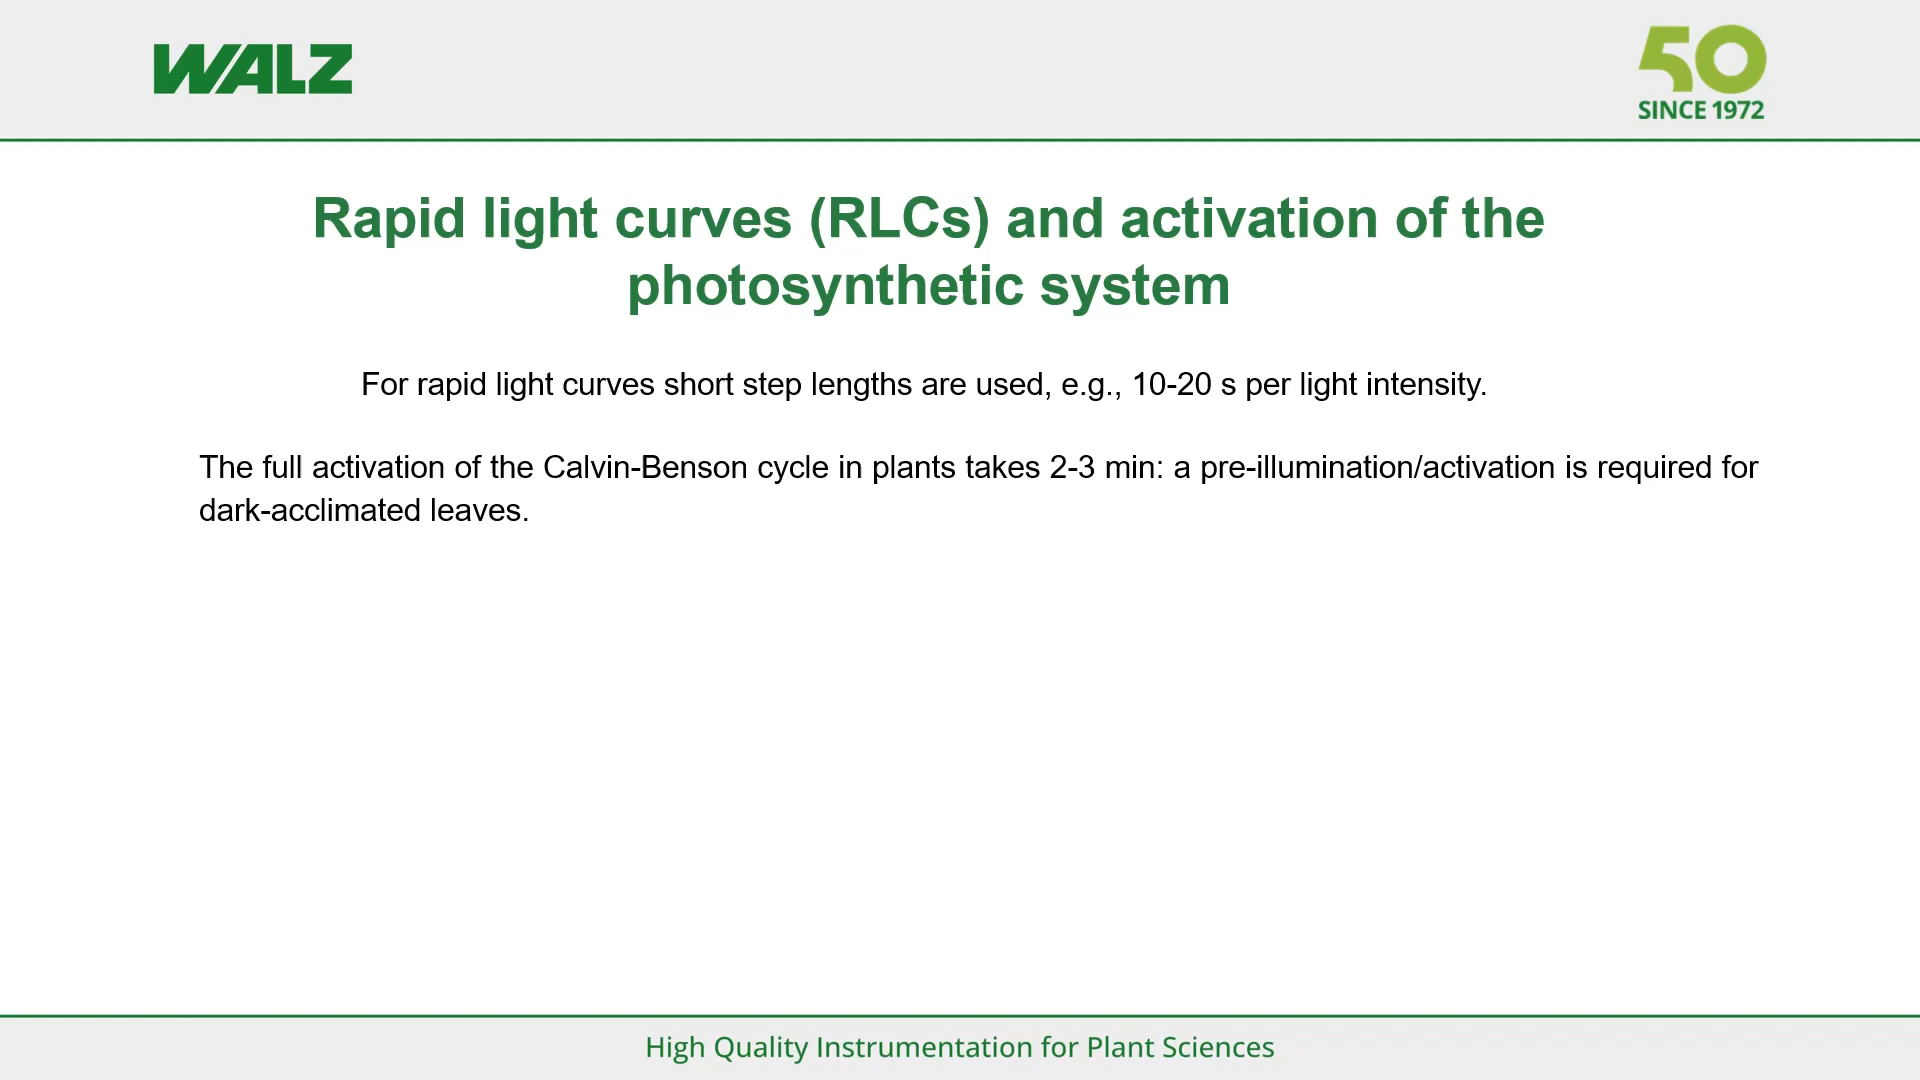 WALZ
50
SINCE 1972
Rapid light curves (RLCs) and activation of the
photosynthetic system
For rapid light curves short step lengths are used, e.g., 10-20 s per light intensity.
The full activation of the Calvin-Benson cycle in plants takes 2-3 min: a pre-illumination/activation is required for
dark-acclimated leaves.
High Quality Instrumentation for Plant Sciences